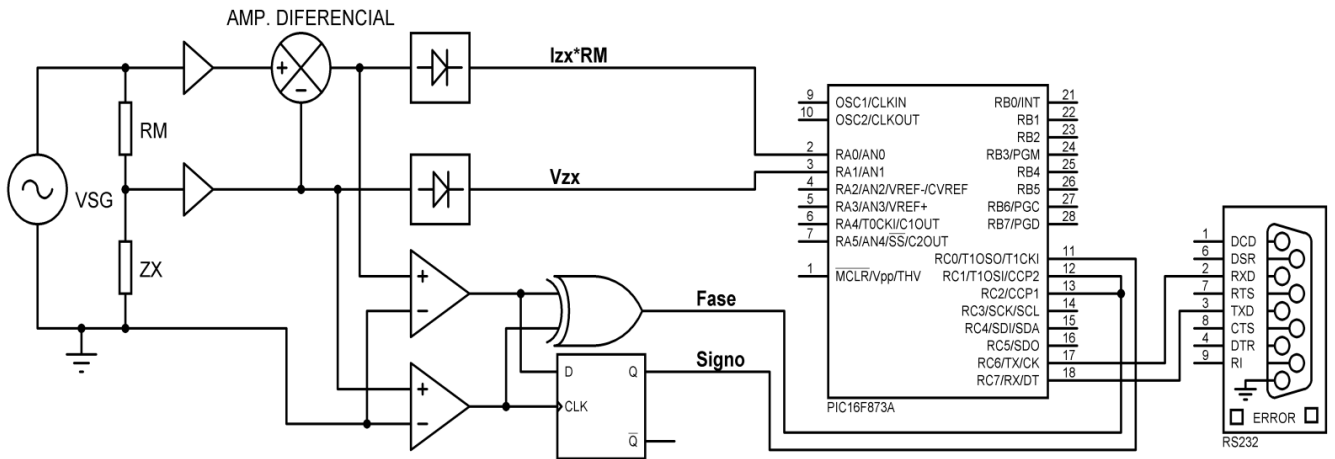 AMP. DIFERENCIAL
+
-
RM
VSG
ZX
Izx*RM
Vzx
+
-
+
-
Fase
Signo
D
Q
CLK
Q
9 OSC1/CLKIN
10 OSC2/CLKOUT
2 RA0/AN0
3 RA1/AN1
4 RA2/AN2/VREF-/CVREF
5 RA3/AN3/VREF+
6 RA4/T0CKI/C1OUT
7 RA5/AN4/SS/C2OUT
1 MCLR/Vpp/THV
RB0/INT 21
RB1 22
RB2 23
RB3/PGM 24
RB4 25
RB5 26
RB6/PGC 27
RB7/PGD 28
RC0/T1OSO/T1CKI 11
RC1/T1OSI/CCP2 12
RC2/CCP1 13
RC3/SCK/SCL 14
RC4/SDI/SDA 15
RC5/SDO 16
RC6/TX/CK 17
RC7/RX/DT 18
PIC16F873A
1 DCD
6 DSR
2 RXD
7 RTS
3 TXD
8 CTS
4 DTR
9 RI
ERROR
RS232